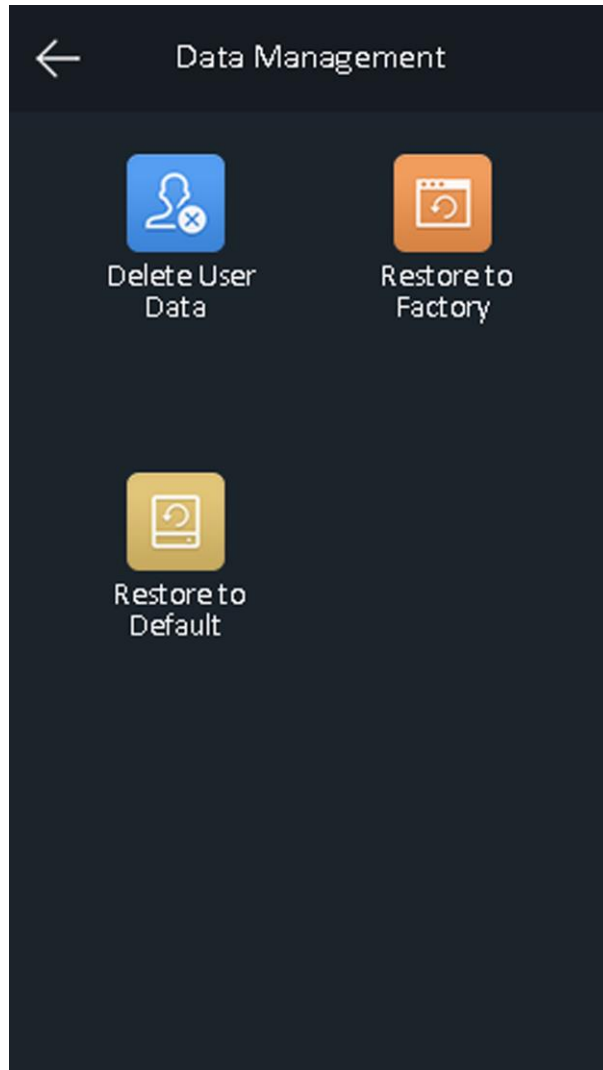 Data Management
Delete User
Data
Restore to
Factory
Restore to
Default